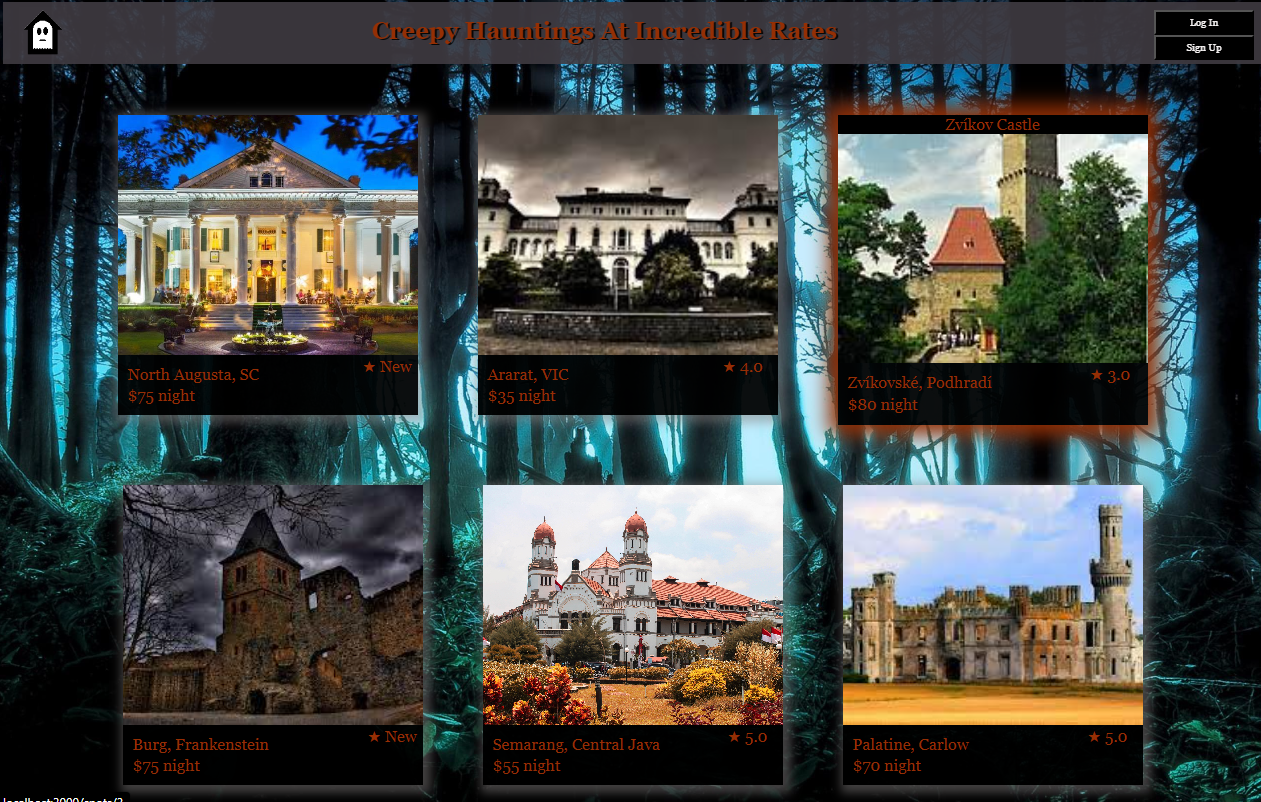 Creepy Hauntings At Incredible Rates
Log In
Sign Up
North Augusta, SC
★ New
$75 night
Ararat, VIC
★ 4.0
$35 night
Zvíkov Castle
Zvíkovské, Podhradí
★ 3.0
$80 night
Burg, Frankenstein
★ New
$75 night
Semarang, Central Java
★ 5.0
$55 night
Palatine, Carlow
★ 5.0
$70 night